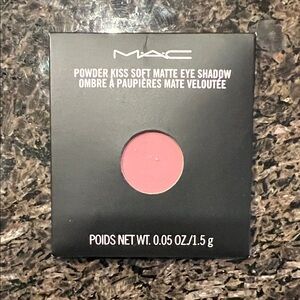 MAC
POWDER KISS SOFT MATTE EYE SHADOW
OMBRE À PAUPIÈRES MATE VELOUTÉE
POIDS NET WT. 0.05 OZ./1.5 g